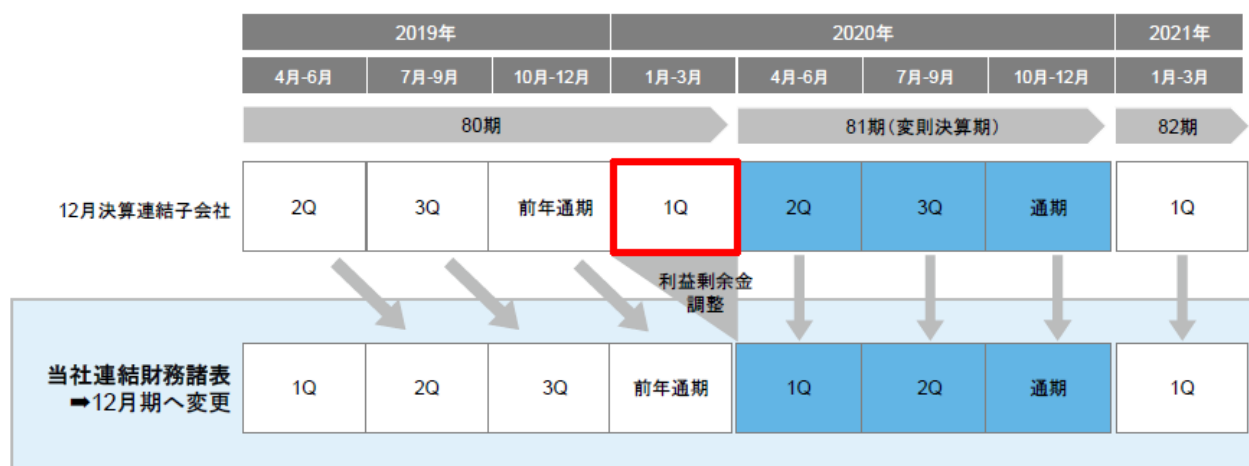 2019年 2020年 2021年
4月-6月 7月-9月 10月-12月 1月-3月 4月-6月 7月-9月 10月-12月 1月-3月
80期 81期(変則決算期) 82期
12月決算連結子会社 2Q 3Q 前年通期 1Q 2Q 3Q 通期 1Q
利益剰余金
調整
当社連結財務諸表
➡12月期へ変更
1Q 2Q 3Q 前年通期 1Q 2Q 通期 1Q